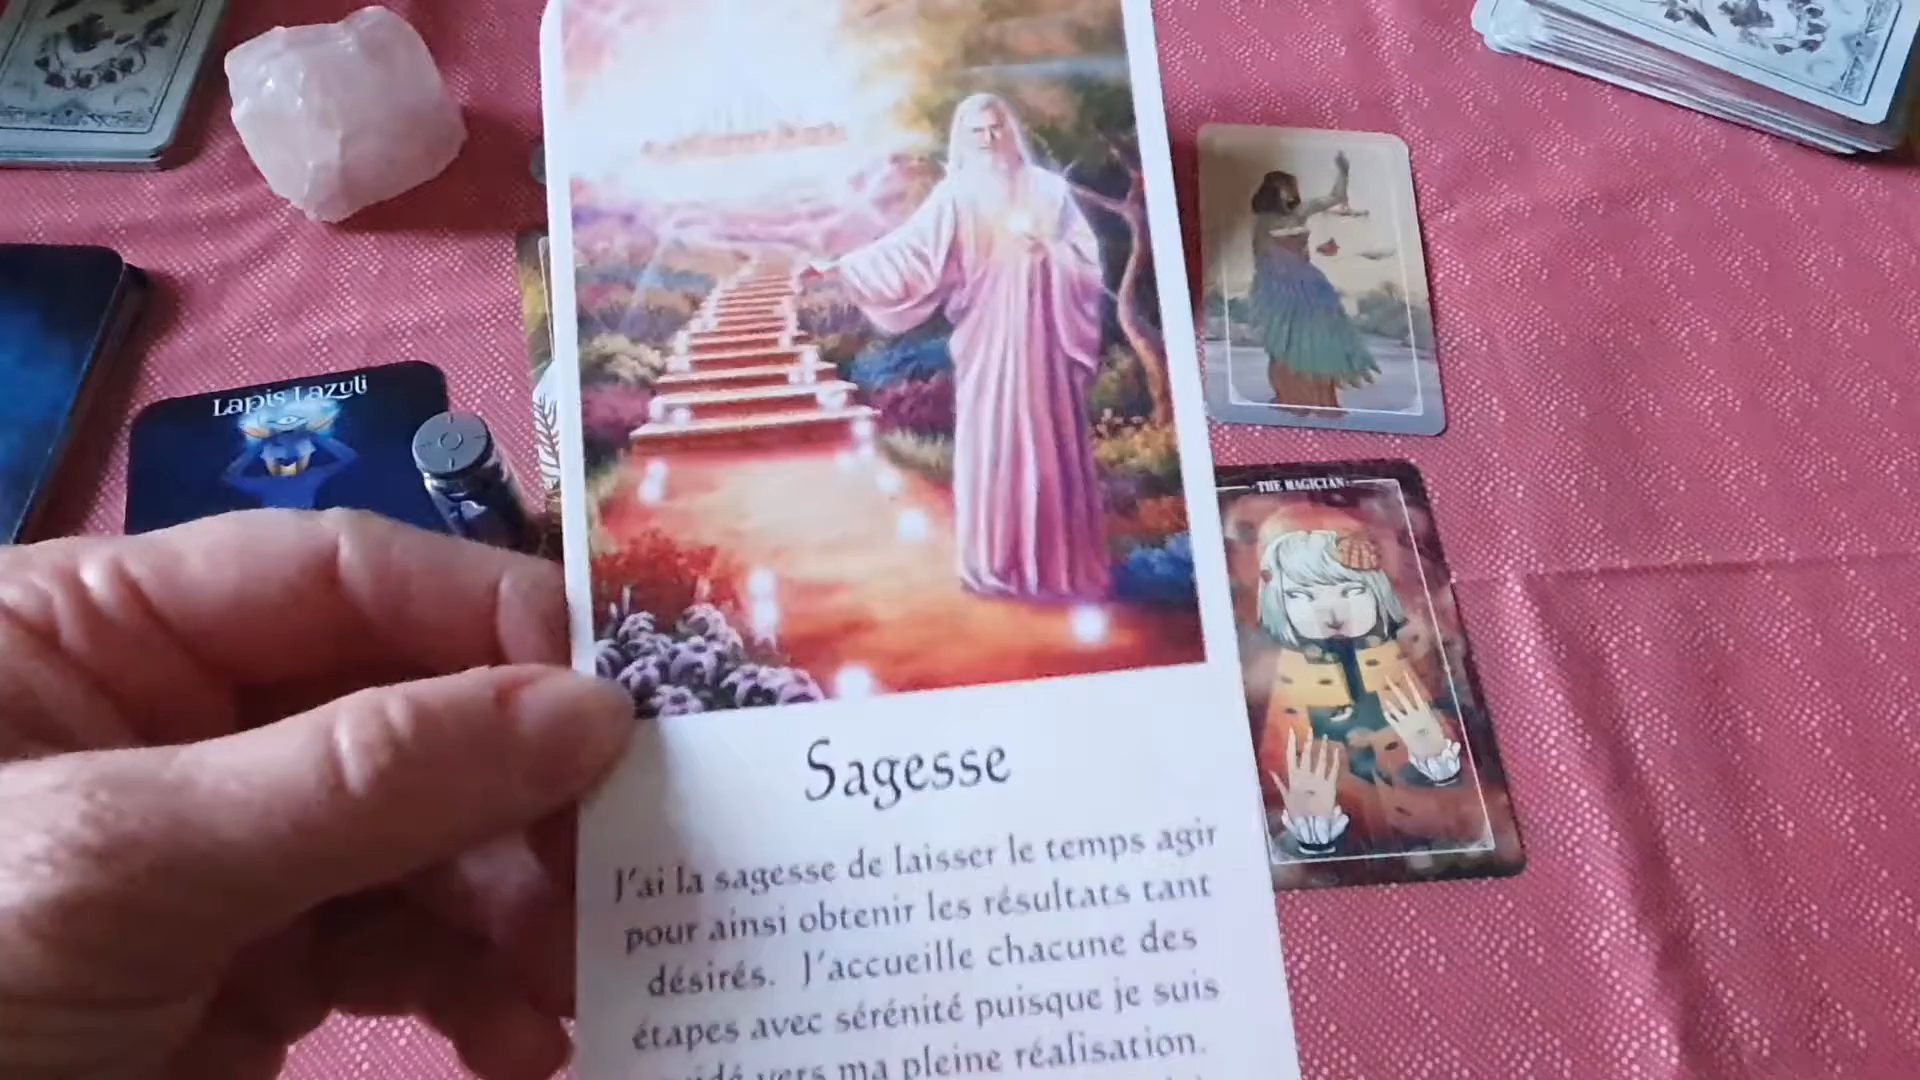 Lapis Lazuli
THE MAGICIAN
Sagesse
J'ai la sagesse de laisser le temps agir
pour ainsi obtenir les résultats tant
désirés. J'accueille chacune des
étapes avec sérénité puisque je suis
vers ma pleine réalisation.